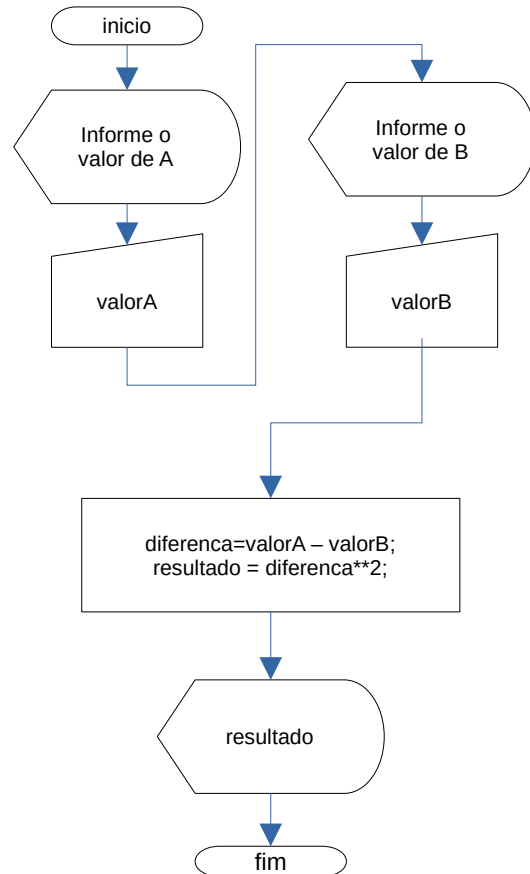 inicio
Informe o
valor de A
valorA
Informe o
valor de B
valorB
diferenca=valorA – valorB;
resultado = diferenca**2;
resultado
fim